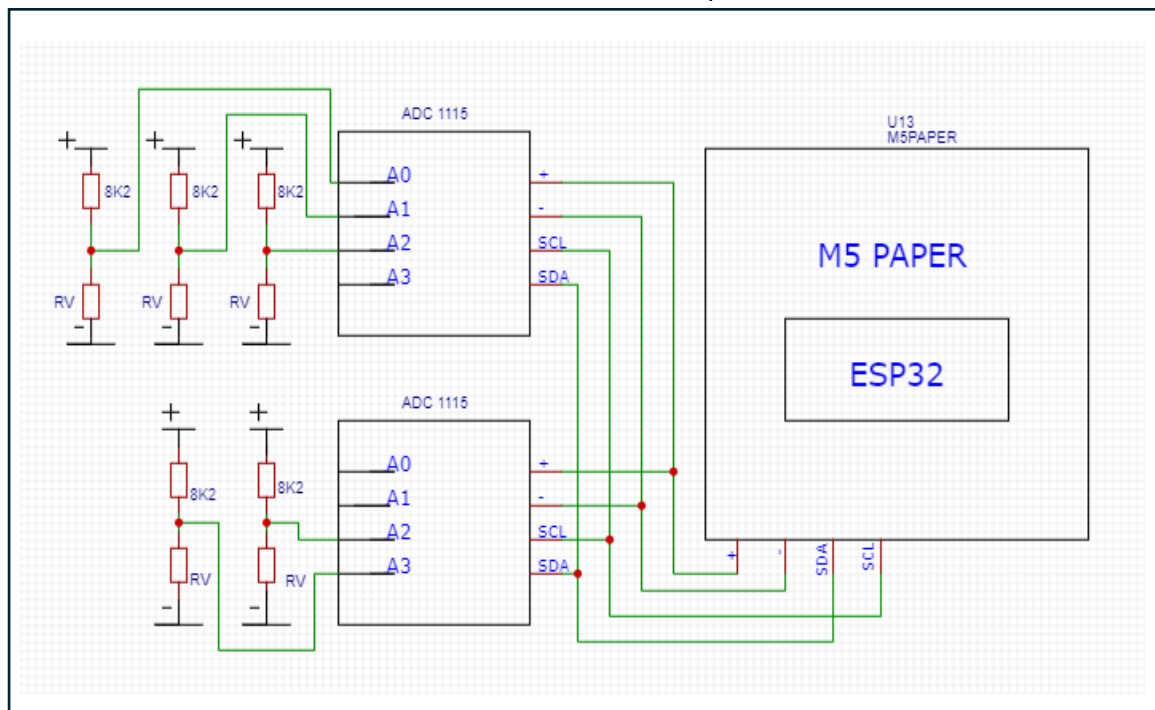 ADC 1115
A0
A1
A2
A3
+
-
SCL
SDA
+ + +
8K2 8K2 8K2
RV RV RV
- - -
U13
M5PAPER
M5 PAPER
ESP32
+ - SDA SCL
ADC 1115
A0
A1
A2
A3
+
-
SCL
SDA
+ +
8K2 8K2
RV RV
- -